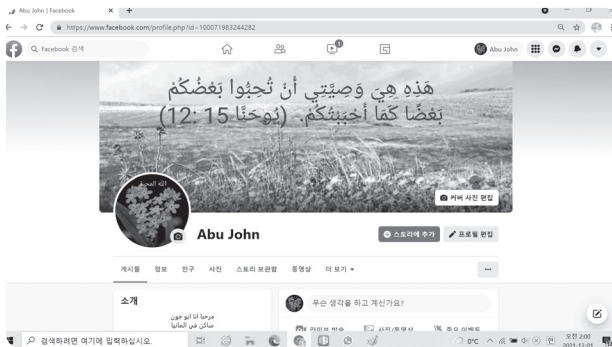 Abu John | Facebook
https://www.facebook.com/profile.php?id=100071983244282
Facebook 검색
1
Abu John
هَذِهِ هِيَ وَصِيَّتِي أَنْ تُحِبُّوا بَعْضُكُمْ
بَعْضًا كَمَا أَحْبَبْتُكُمْ. (يُوحَنَّا 15 :12)
الله المحبة
커버 사진 편집
Abu John
스토리에 추가
프로필 편집
게시물 정보 친구 사진 스토리 보관함 동영상 더 보기
소개
무슨 생각을 하고 계신가요?
مرحبا انا ابو جون
ساكن في المانيا
라이브 방송 사진/동영상 중요 이벤트
검색하려면 여기에 입력하십시오.
0°C
오전 2:00
2021-12-01